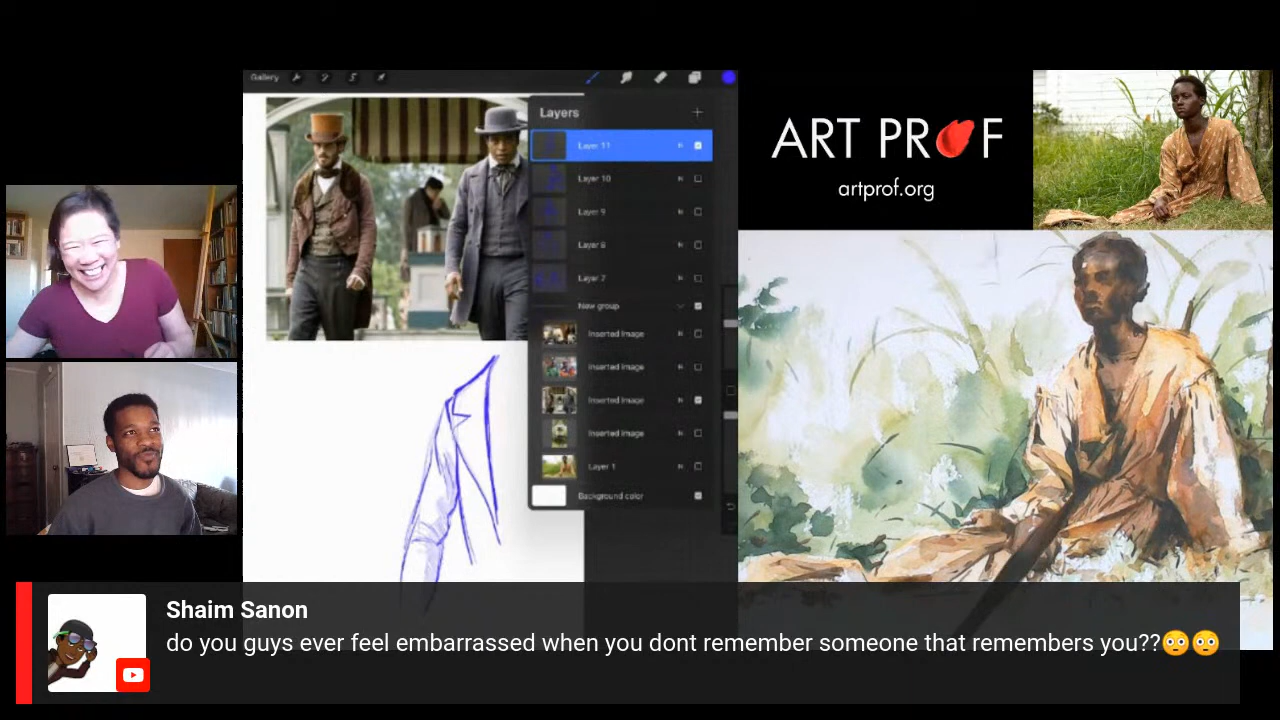 Gallery
Layers
Layer 11
Layer 10
Layer 9
Layer 8
Layer 7
New group
Inserted Image
Inserted Image
Inserted Image
Inserted Image
Layer 1
Background color
ART PROF
artprof.org
Shaim Sanon
do you guys ever feel embarrassed when you dont remember someone that remembers you??😳😳